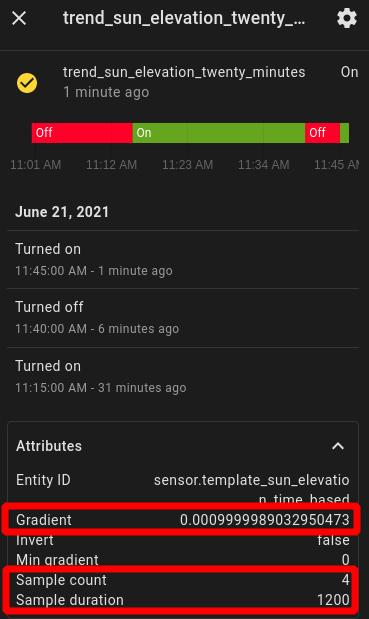 trend_sun_elevation_twenty_...
trend_sun_elevation_twenty_minutes On
1 minute ago
Off On Off
11:01 AM 11:12 AM 11:23 AM 11:34 AM 11:45 AM
June 21, 2021
Turned on
11:45:00 AM - 1 minute ago
Turned off
11:40:00 AM - 6 minutes ago
Turned on
11:15:00 AM - 31 minutes ago
Attributes
Entity ID sensor.template_sun_elevatio
n_time_based
Gradient 0.0009999989032950473
Invert false
Min gradient 0
Sample count 4
Sample duration 1200